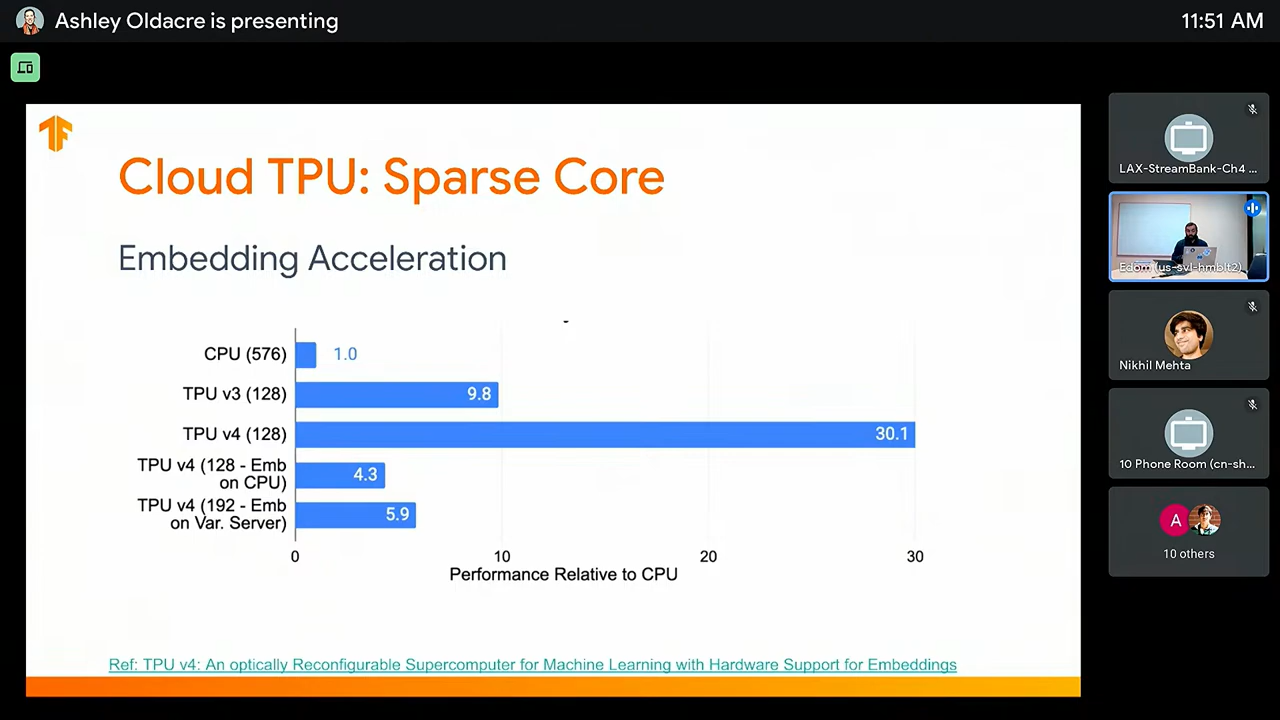 Ashley Oldacre is presenting
11:51 AM
Cloud TPU: Sparse Core
Embedding Acceleration
CPU (576)
1.0
TPU v3 (128)
9.8
TPU v4 (128)
30.1
TPU v4 (128 - Emb
on CPU)
4.3
TPU v4 (192 - Emb
on Var. Server)
5.9
0 10 20 30
Performance Relative to CPU
Ref: TPU v4: An optically Reconfigurable Supercomputer for Machine Learning with Hardware Support for Embeddings
LAX-StreamBank-Ch4 ...
Edom (us-svl-hmblt2)
Nikhil Mehta
10 Phone Room (cn-sh...
A
10 others